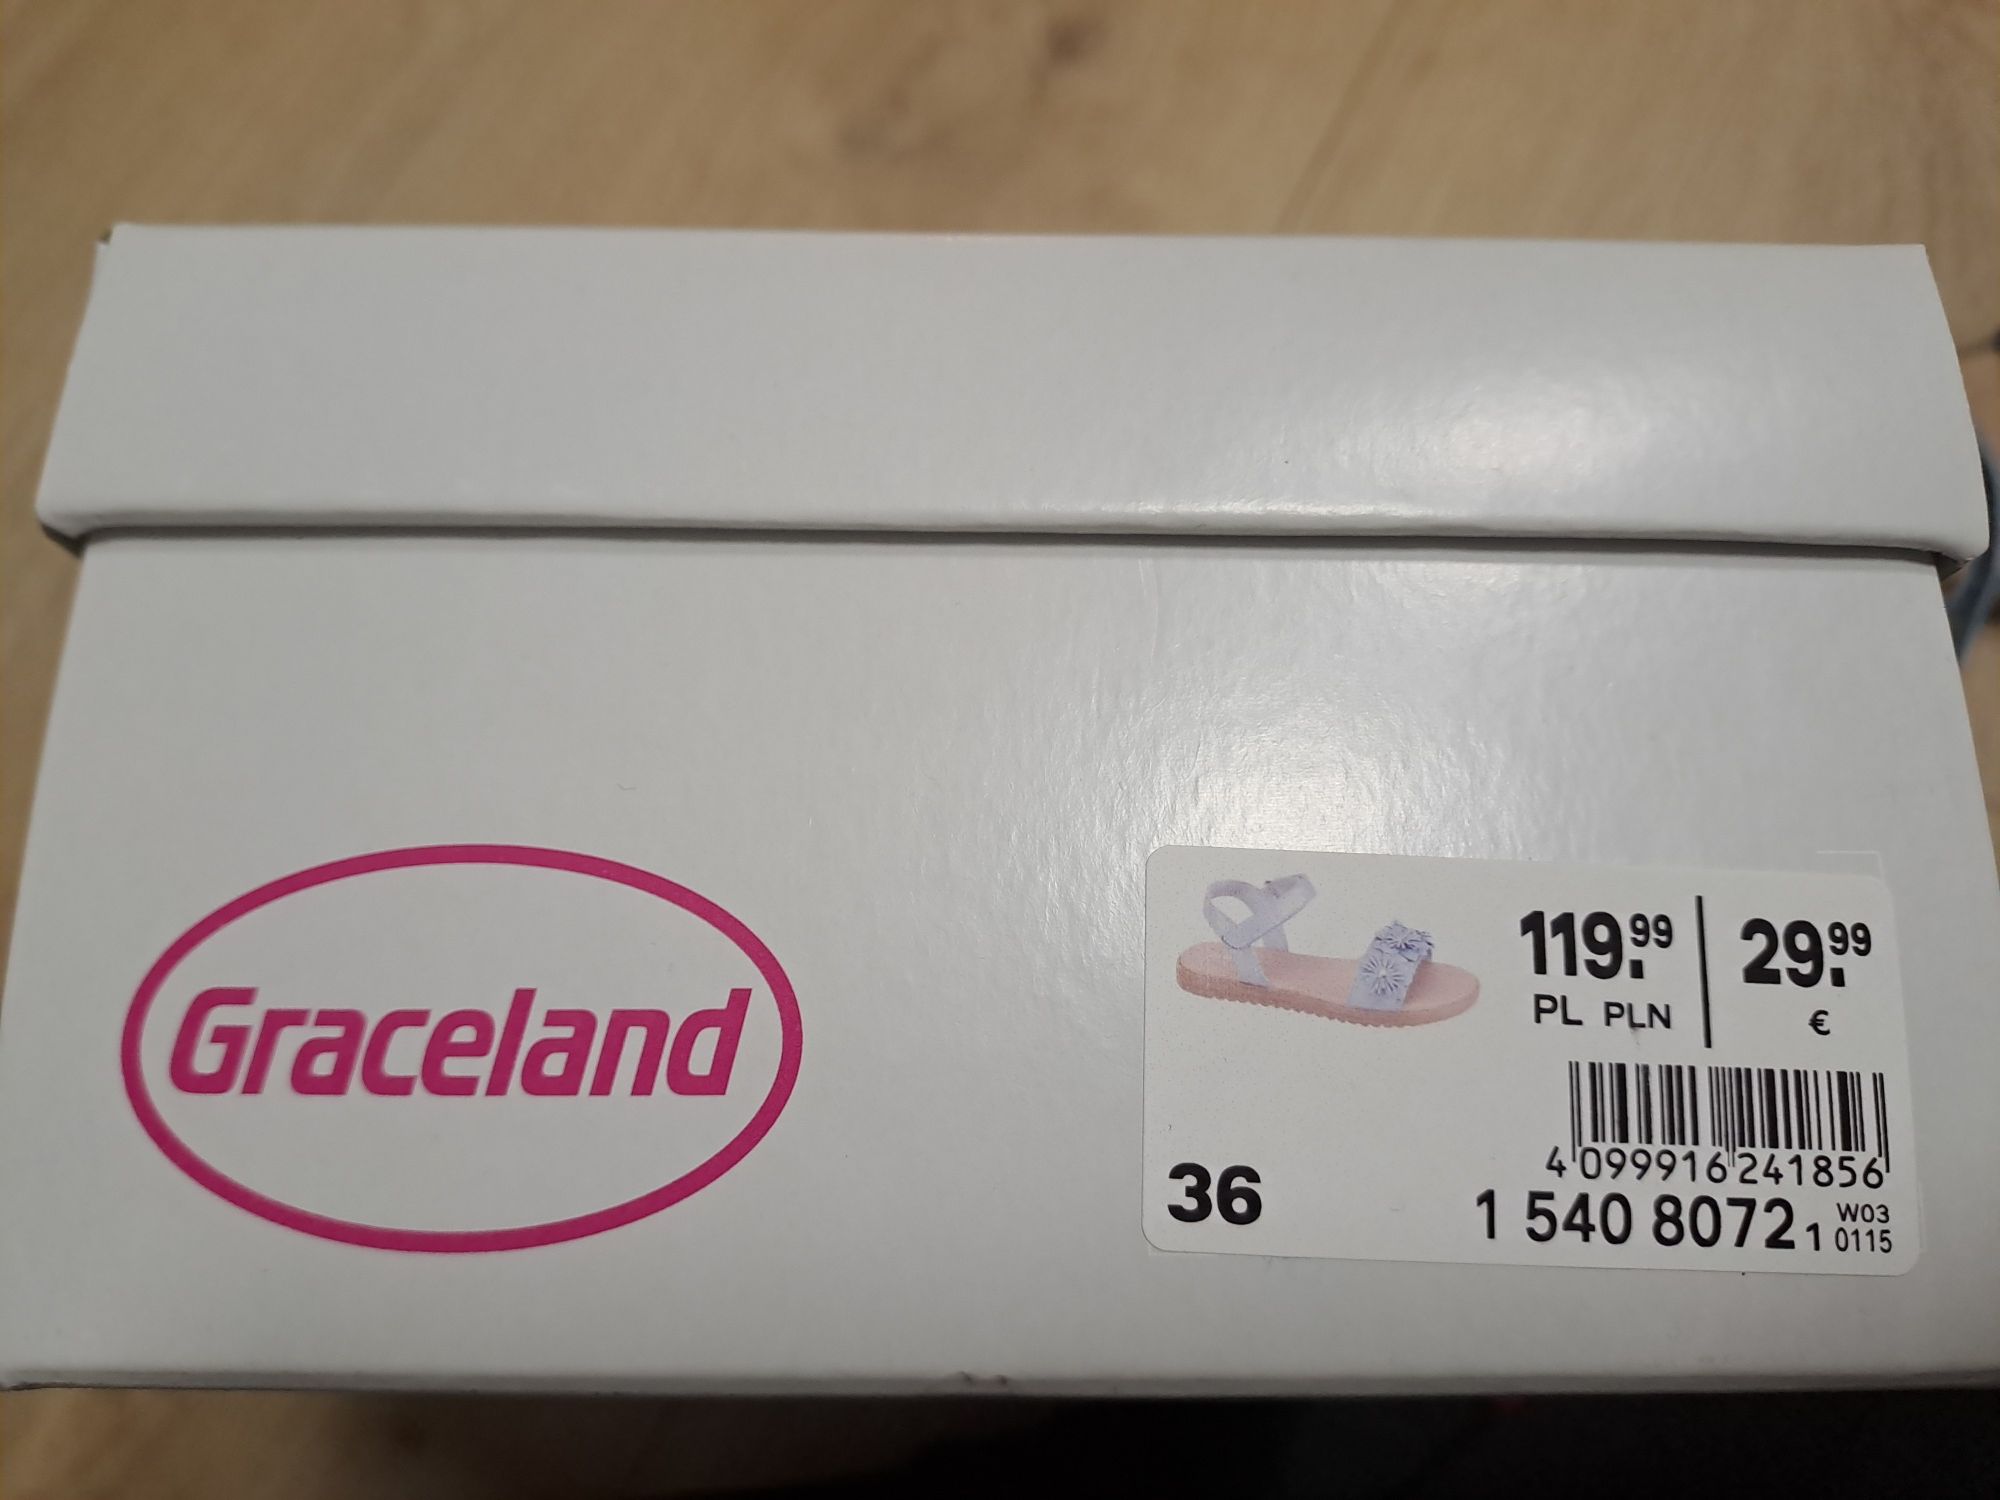 Graceland
119.99 29.99
PL PLN €
4 099916 241856
36
1 540 8072 1 W03
0115